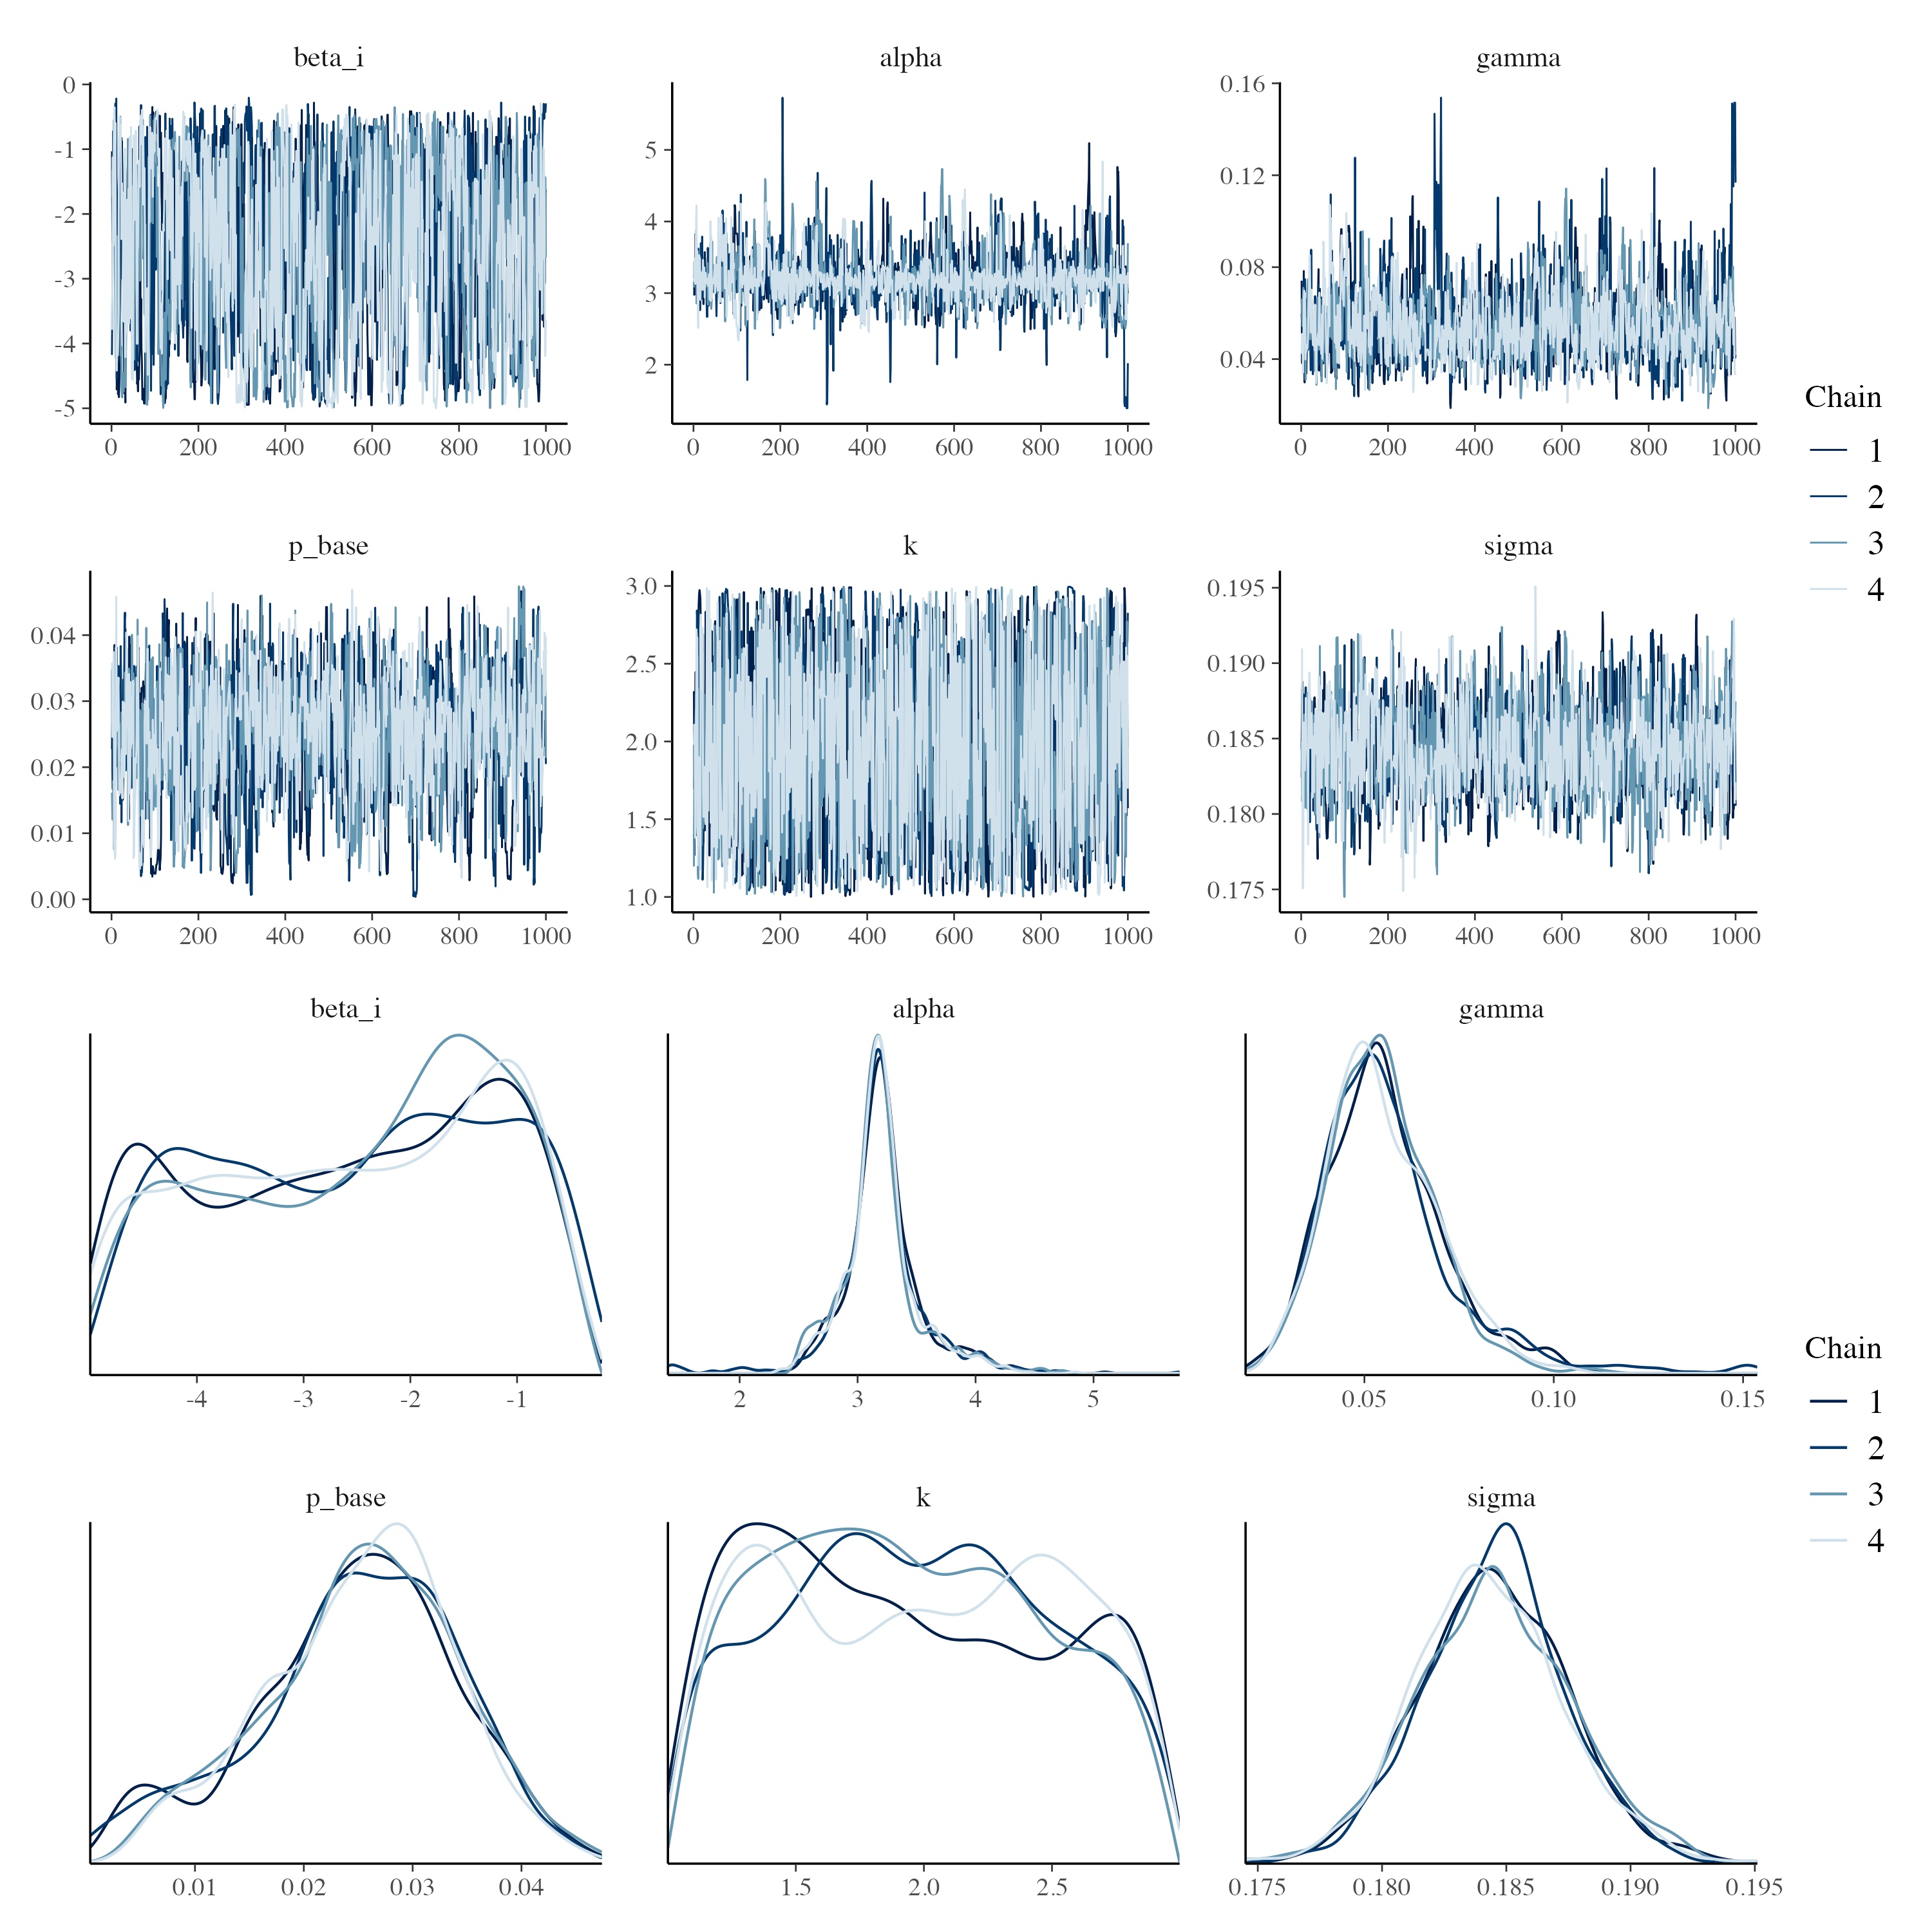 beta_i alpha gamma
0 -1 -2 -3 -4 -5
5 4 3 2
0.16 0.12 0.08 0.04
0 200 400 600 800 1000 0 200 400 600 800 1000 0 200 400 600 800 1000
Chain
1
2
3
4
p_base k sigma
0.04 0.03 0.02 0.01 0.00
3.0 2.5 2.0 1.5 1.0
0.195 0.190 0.185 0.180 0.175
0 200 400 600 800 1000 0 200 400 600 800 1000 0 200 400 600 800 1000
beta_i alpha gamma
-4 -3 -2 -1 2 3 4 5 0.05 0.10 0.15
Chain
1
2
3
4
p_base k sigma
0.01 0.02 0.03 0.04 1.5 2.0 2.5 0.175 0.180 0.185 0.190 0.195